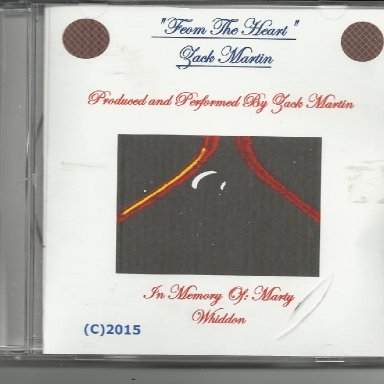 "Feom The Heart "
Zack Martin
Produced and Performed By Zack Martin
In Memory Of: Marty
Whiddon
(C)2015